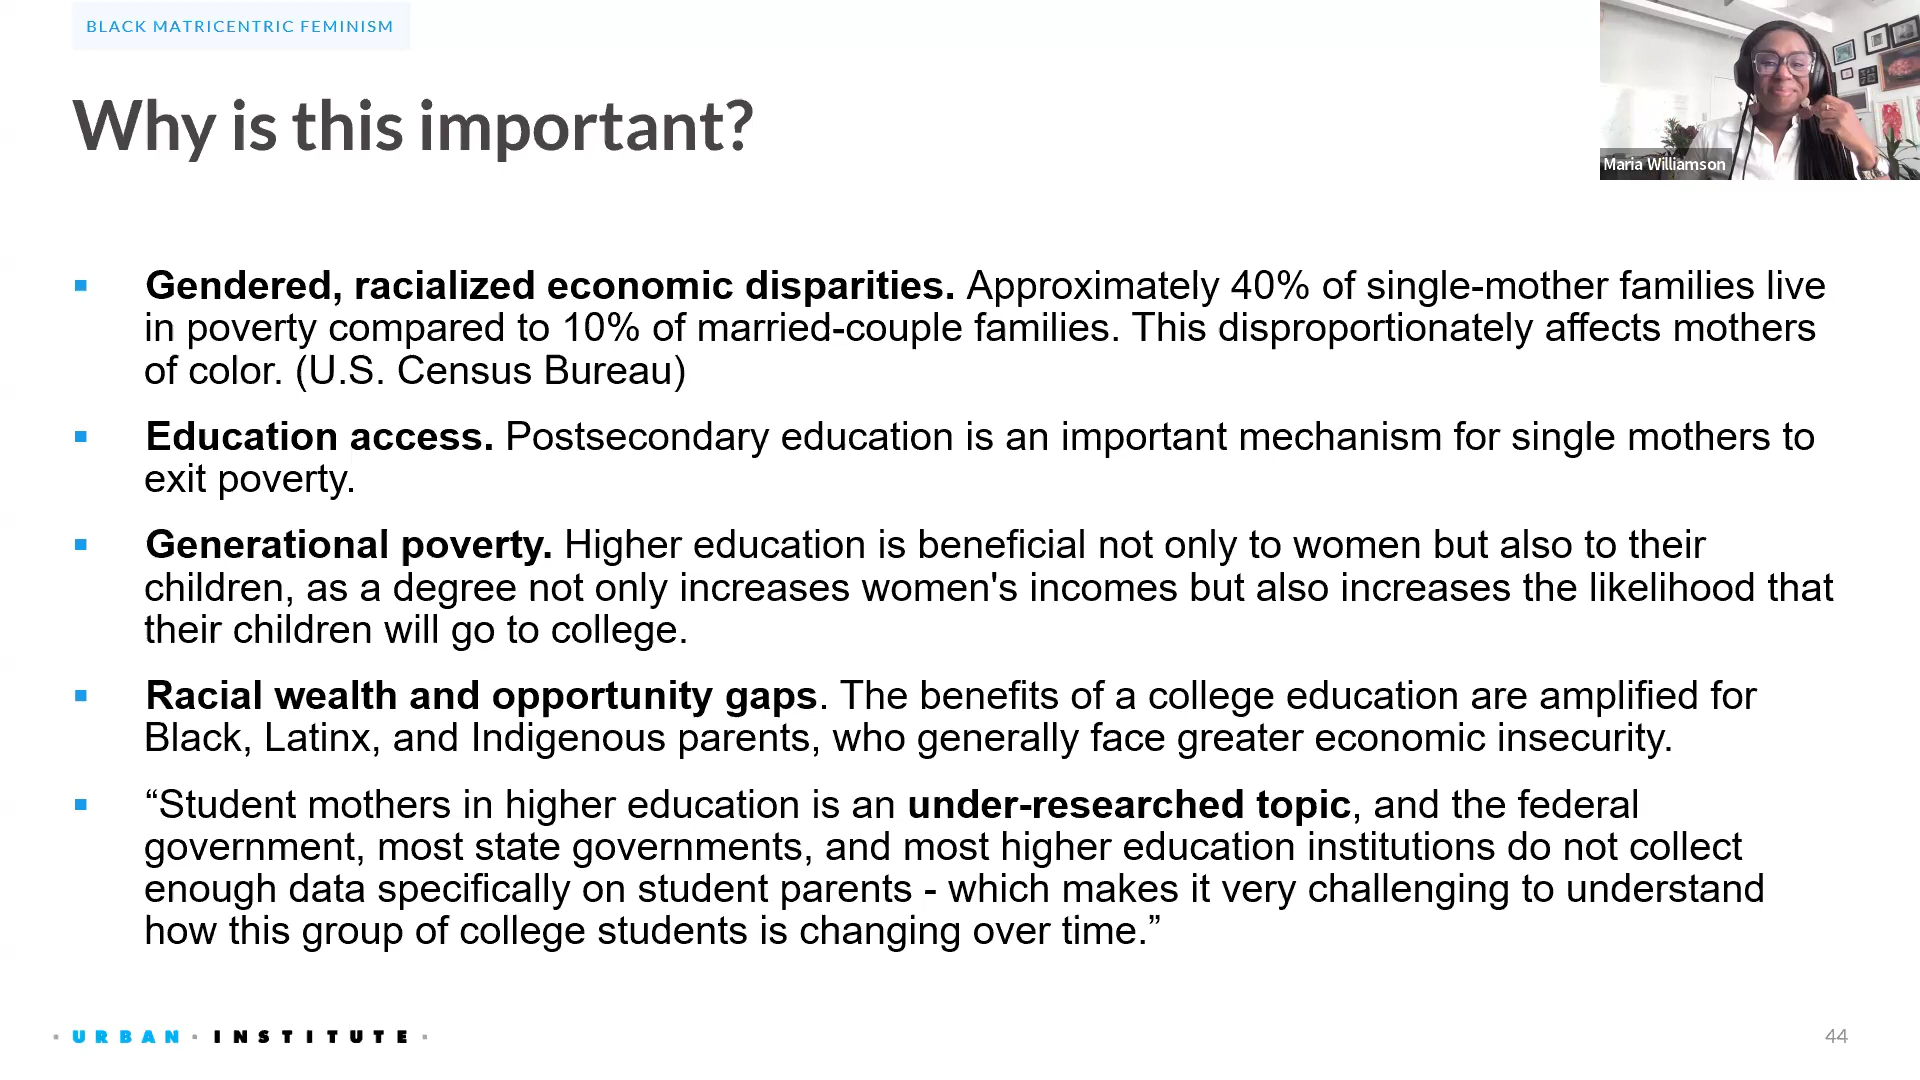 BLACK MATRICENTRIC FEMINISM
Why is this important?
Maria Williamson
▪ Gendered, racialized economic disparities. Approximately 40% of single-mother families live
in poverty compared to 10% of married-couple families. This disproportionately affects mothers
of color. (U.S. Census Bureau)
▪ Education access. Postsecondary education is an important mechanism for single mothers to
exit poverty.
▪ Generational poverty. Higher education is beneficial not only to women but also to their
children, as a degree not only increases women's incomes but also increases the likelihood that
their children will go to college.
▪ Racial wealth and opportunity gaps. The benefits of a college education are amplified for
Black, Latinx, and Indigenous parents, who generally face greater economic insecurity.
▪ “Student mothers in higher education is an under-researched topic, and the federal
government, most state governments, and most higher education institutions do not collect
enough data specifically on student parents - which makes it very challenging to understand
how this group of college students is changing over time.”
· URBAN · INSTITUTE ·
44